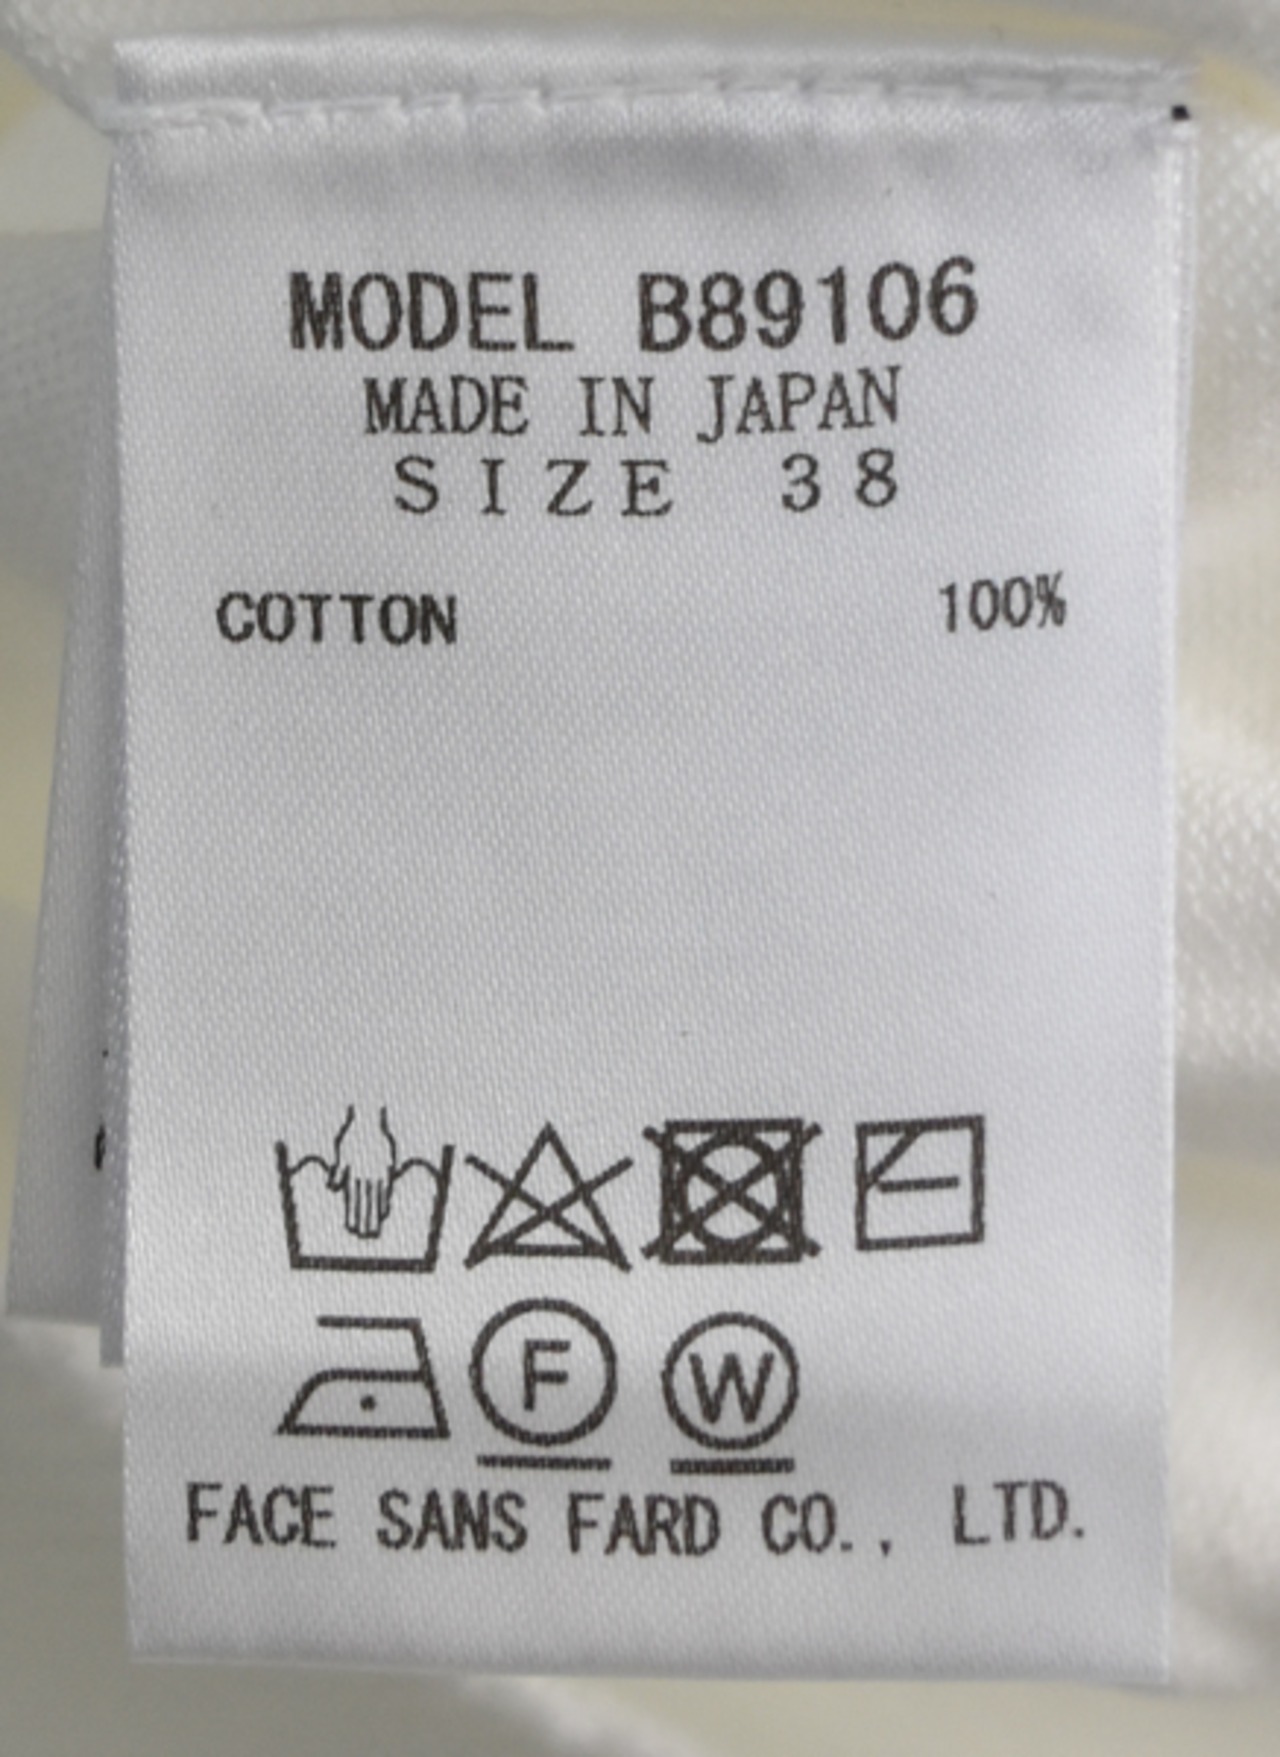 MODEL B89106
MADE IN JAPAN
SIZE 38
COTTON 100%
F W
FACE SANS FARD CO., LTD.